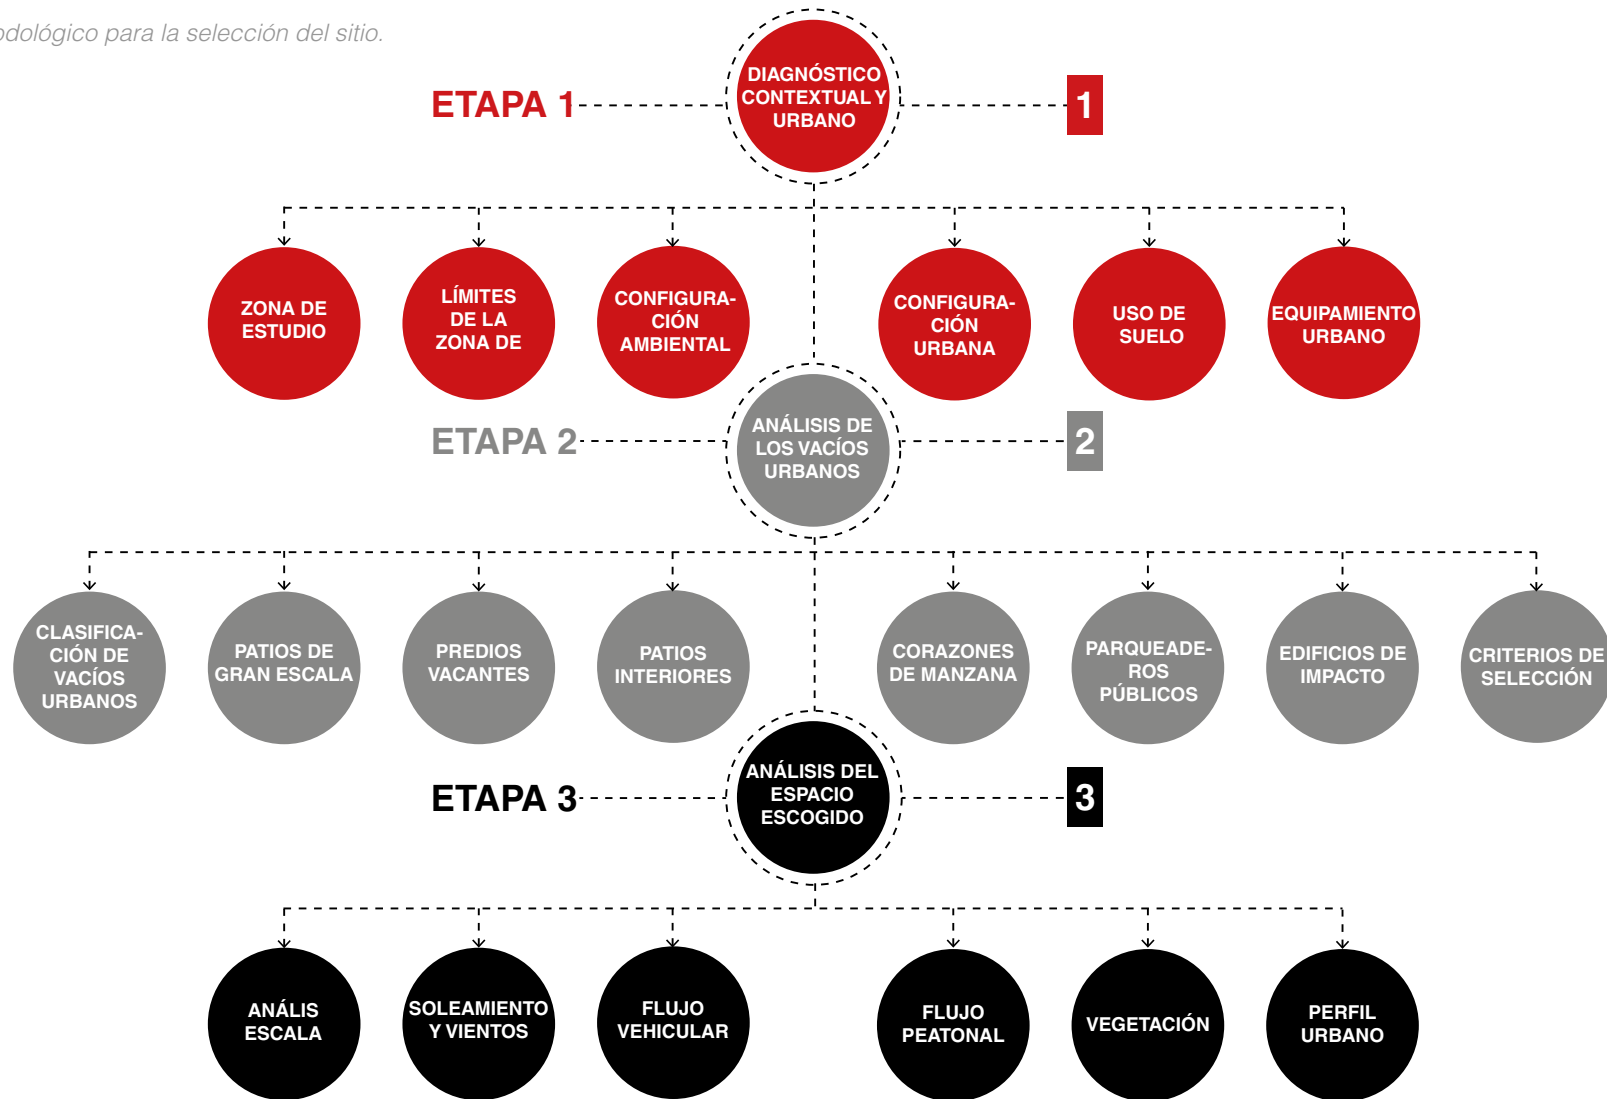 odológico para la selección del sitio.
ETAPA 1
DIAGNÓSTICO
CONTEXTUAL Y
URBANO
1
ZONA DE
ESTUDIO
LÍMITES
DE LA
ZONA DE
CONFIGURA-
CIÓN
AMBIENTAL
CONFIGURA-
CIÓN
URBANA
USO DE
SUELO
EQUIPAMIENTO
URBANO
ETAPA 2
ANÁLISIS DE
LOS VACÍOS
URBANOS
2
CLASIFICA-
CIÓN DE
VACÍOS
URBANOS
PATIOS DE
GRAN ESCALA
PREDIOS
VACANTES
PATIOS
INTERIORES
CORAZONES
DE MANZANA
PARQUEADE-
ROS
PÚBLICOS
EDIFICIOS DE
IMPACTO
CRITERIOS DE
SELECCIÓN
ETAPA 3
ANÁLISIS DEL
ESPACIO
ESCOGIDO
3
ANÁLIS
ESCALA
SOLEAMIENTO
Y VIENTOS
FLUJO
VEHICULAR
FLUJO
PEATONAL
VEGETACIÓN
PERFIL
URBANO